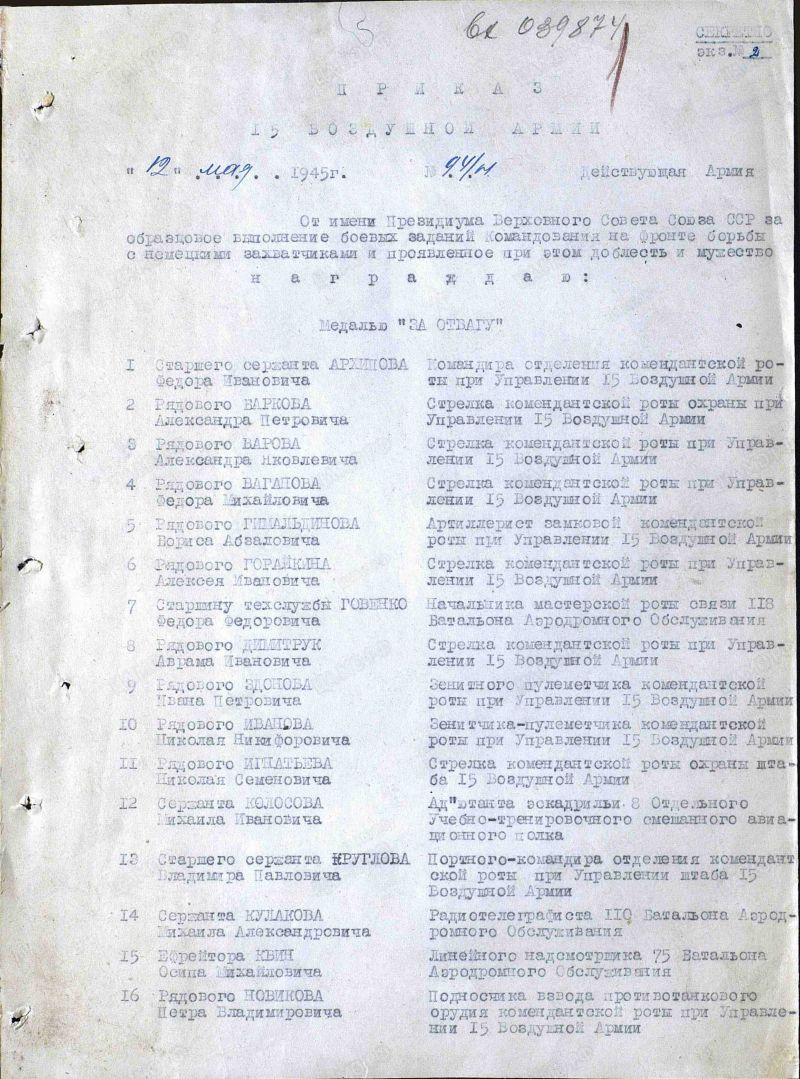 вх 039874
СЕКРЕТНО
экз.№ 2
П Р И К А З
15 ВОЗДУШНОЙ АРМИИ
" 12 " мая 1945г. № 94/н Действующая Армия
От имени Президиума Верховного Совета Союза ССР за
образцовое выполнение боевых заданий Командования на фронте борьбы
с немецкими захватчиками и проявленное при этом доблесть и мужество
н а г р а ж д а ю :
Медалью "ЗА ОТВАГУ"
1 Старшего сержанта АРХИПОВА Командира отделения комендантской ро-
Федора Ивановича ты при Управлении 15 Воздушной Армии
2 Рядового БАРКОВА Стрелка комендантской роты охраны при
Александра Петровича Управлении 15 Воздушной Армии
3 Рядового ВАРОВА Стрелка комендантской роты при Управ-
Александра Яковлевича лении 15 Воздушной Армии
4 Рядового ВАГАПОВА Стрелка комендантской роты при Управ-
Федора Михайловича лении 15 Воздушной Армии
5 Рядового ГИМАЛЬДИНОВА Артиллерист замковой комендантской
Бориса Абзаловича роты при Управлении 15 Воздушной Армии
6 Рядового ГОРАЙКИНА Стрелка комендантской роты при Управ-
Алексея Ивановича лении 15 Воздушной Армии
7 Старшину техслужбы ГОВЕНКО Начальника мастерской роты связи 118
Федора Федоровича Батальона Аэродромного Обслуживания
8 Рядового ДИМИТРУК Стрелка комендантской роты при Управ-
Аврама Ивановича лении 15 Воздушной Армии
9 Рядового ЗДОНОВА Зенитного пулеметчика комендантской
Ивана Петровича роты при Управлении 15 Воздушной Армии
10 Рядового ИВАНОВА Зенитчика-пулеметчика комендантской
Николая Никифоровича роты при Управлении 15 Воздушной Армии
11 Рядового ИГНАТЬЕВА Стрелка комендантской роты охраны шта-
Николая Семеновича ба 15 Воздушной Армии
12 Сержанта КОЛОСОВА Ад"ютанта эскадрильи 8 Отдельного
Михаила Ивановича Учебно-тренировочного смешанного авиа-
ционного полка
13 Старшего сержанта КРУГЛОВА Портного-командира отделения комендант
Владимира Павловича ской роты при Управлении штаба 15
Воздушной Армии
14 Сержанта КУЛАКОВА Радиотелеграфиста 110 Батальона Аэрод-
Михаила Александровича ромного Обслуживания
15 Ефрейтора КВИЧ Линейного надсмотрщика 75 Батальона
Осипа Михайловича Аэродромного Обслуживания
16 Рядового НОВИКОВА Подносчика взвода противотанкового
Петра Владимировича орудия комендантской роты при Управле-
нии 15 Воздушной Армии